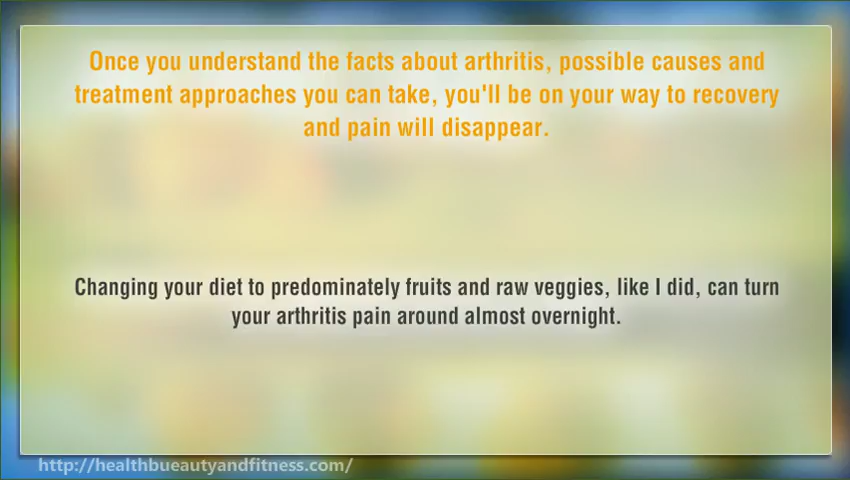 Once you understand the facts about arthritis, possible causes and
treatment approaches you can take, you'll be on your way to recovery
and pain will disappear.
Changing your diet to predominately fruits and raw veggies, like I did, can turn
your arthritis pain around almost overnight.
http://healthbueautyandfitness.com/